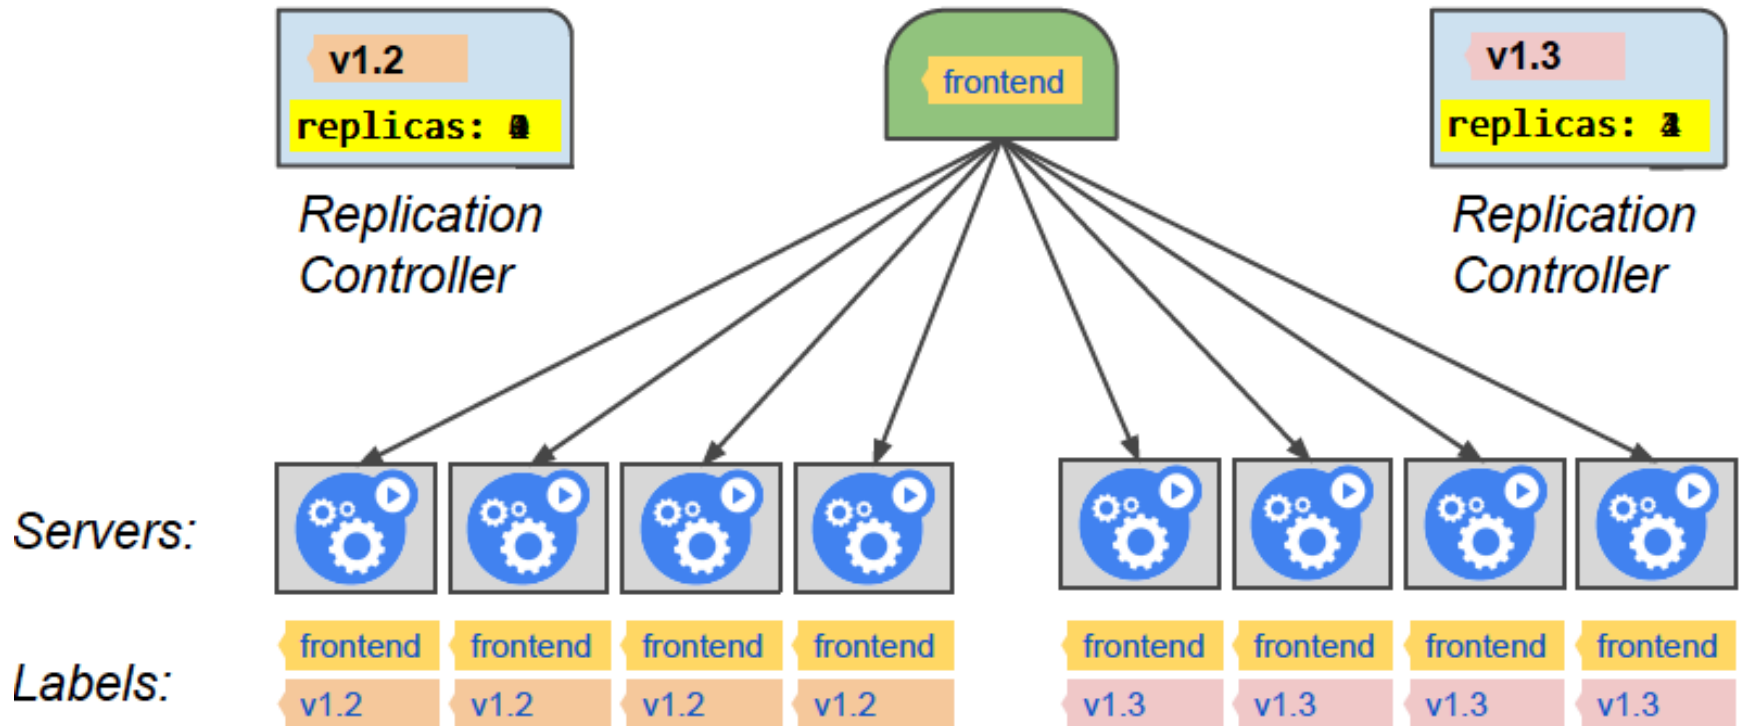 v1.2
replicas:
Replication
Controller
frontend
v1.3
replicas:
Replication
Controller
Servers:
Labels:
frontend frontend frontend frontend frontend frontend frontend frontend
v1.2 v1.2 v1.2 v1.2 v1.3 v1.3 v1.3 v1.3